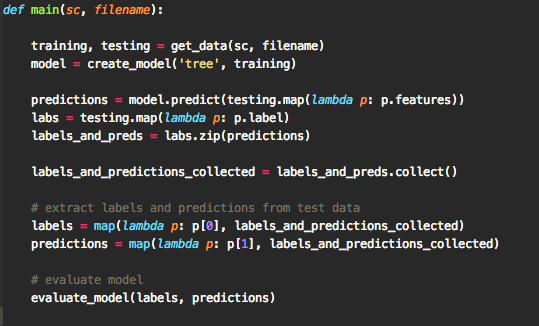 def main(sc, filename):
training, testing = get_data(sc, filename)
model = create_model('tree', training)
predictions = model.predict(testing.map(lambda p: p.features))
labs = testing.map(lambda p: p.label)
labels_and_preds = labs.zip(predictions)
labels_and_predictions_collected = labels_and_preds.collect()
# extract labels and predictions from test data
labels = map(lambda p: p[0], labels_and_predictions_collected)
predictions = map(lambda p: p[1], labels_and_predictions_collected)
# evaluate model
evaluate_model(labels, predictions)